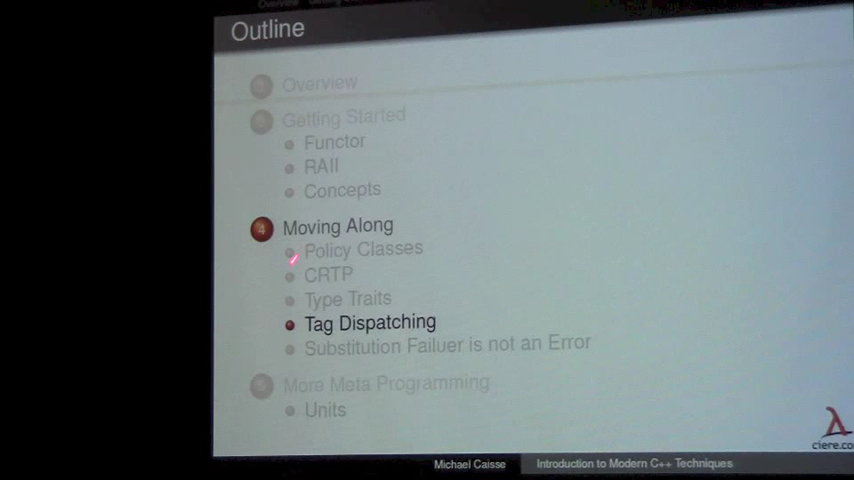 Outline
Overview
Getting Started
Functor
RAII
Concepts
4 Moving Along
Policy Classes
CRTP
Type Traits
Tag Dispatching
Substitution Failuer is not an Error
More Meta Programming
Units
ciere.co
Michael Caisse
Introduction to Modern C++ Techniques